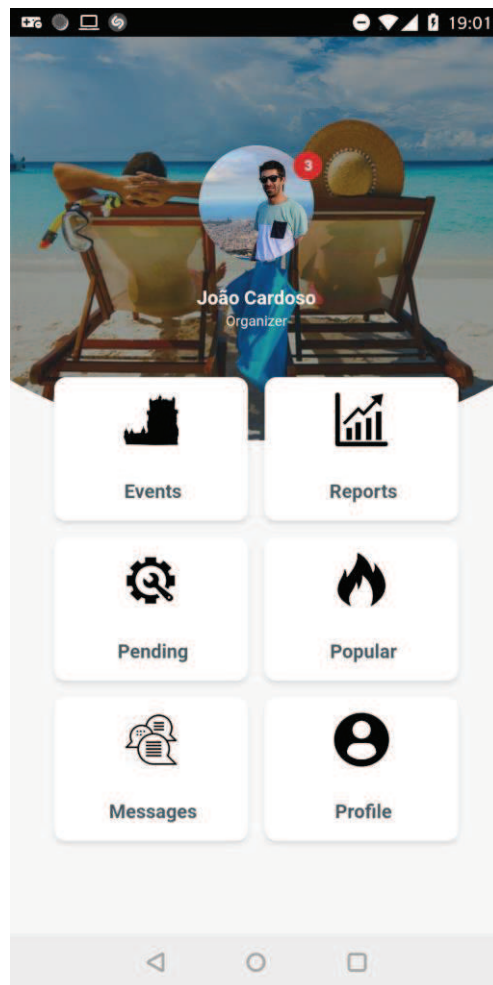 19:01
3
João Cardoso
Organizer
Events
Reports
Pending
Popular
Messages
Profile